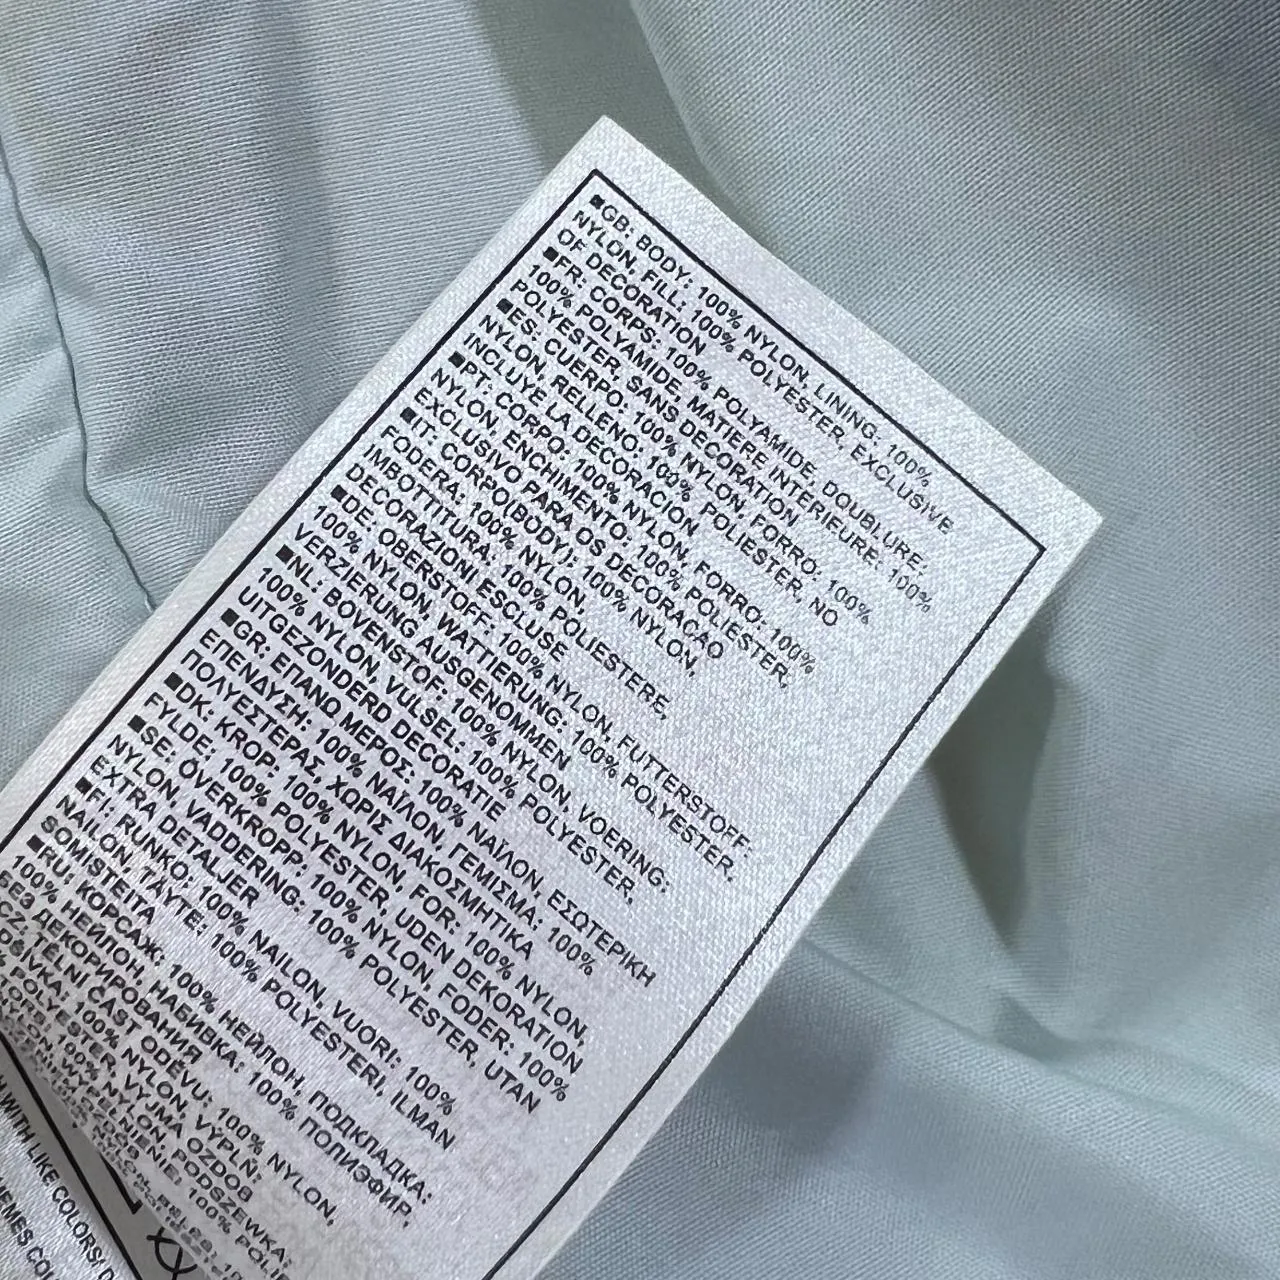 ■GB: BODY: 100% NYLON, LINING: 100%
NYLON, FILL: 100% POLYESTER, EXCLUSIVE
OF DECORATION
■FR: CORPS: 100% POLYAMIDE, DOUBLURE:
100% POLYAMIDE, MATIERE INTERIEURE: 100%
POLYESTER, SANS DECORATION
■ES: CUERPO: 100% NYLON, FORRO: 100%
NYLON, RELLENO: 100% POLIESTER, NO
INCLUYE LA DECORACION
■PT: CORPO: 100% NYLON, FORRO: 100%
NYLON, ENCHIMENTO: 100% POLIESTER,
EXCLUSIVO PARA OS DECORACAO
■IT: CORPO(BODY): 100% NYLON,
FODERA: 100% NYLON,
IMBOTTITURA: 100% POLIESTERE,
DECORAZIONI ESCLUSE
■DE: OBERSTOFF: 100% NYLON, FUTTERSTOFF:
100% NYLON, WATTIERUNG: 100% POLYESTER,
VERZIERUNG AUSGENOMMEN
■NL: BOVENSTOF: 100% NYLON, VOERING:
100% NYLON, VULSEL: 100% POLYESTER,
UITGEZONDERD DECORATIE
■GR: ΕΠΑΝΩ ΜΕΡΟΣ: 100% ΝΑΪΛΟΝ, ΕΣΩΤΕΡΙΚΗ
ΕΠΕΝΔΥΣΗ: 100% ΝΑΪΛΟΝ, ΓΕΜΙΣΜΑ: 100%
ΠΟΛΥΕΣΤΕΡΑΣ, ΧΩΡΙΣ ΔΙΑΚΟΣΜΗΤΙΚΑ
■DK: KROP: 100% NYLON, FOR: 100% NYLON,
FYLDE: 100% POLYESTER, UDEN DEKORATION
■SE: ÖVERKROPP: 100% NYLON, FODER: 100%
NYLON, VADDERING: 100% POLYESTER, UTAN
EXTRA DETALJER
■FI: RUNKO: 100% NAILON, VUORI: 100%
NAILON, TÄYTE: 100% POLYESTERI, ILMAN
SOMISTEITA
■RU: КОРСАЖ: 100% НЕЙЛОН, ПОДКЛАДКА:
100% НЕЙЛОН, НАБИВКА: 100% ПОЛИЭФИР,
БЕЗ ДЕКОРИРОВАНИЯ
CZ: TĚLNÍ ČÁST ODĚVU: 100% NYLON,
PODŠÍVKA: 100% NYLON, VÝPLŇ:
POLYESTER, VYJMA OZDOB
100% NYLON, PODSZEWKA:
WITH LIKE COLORS/